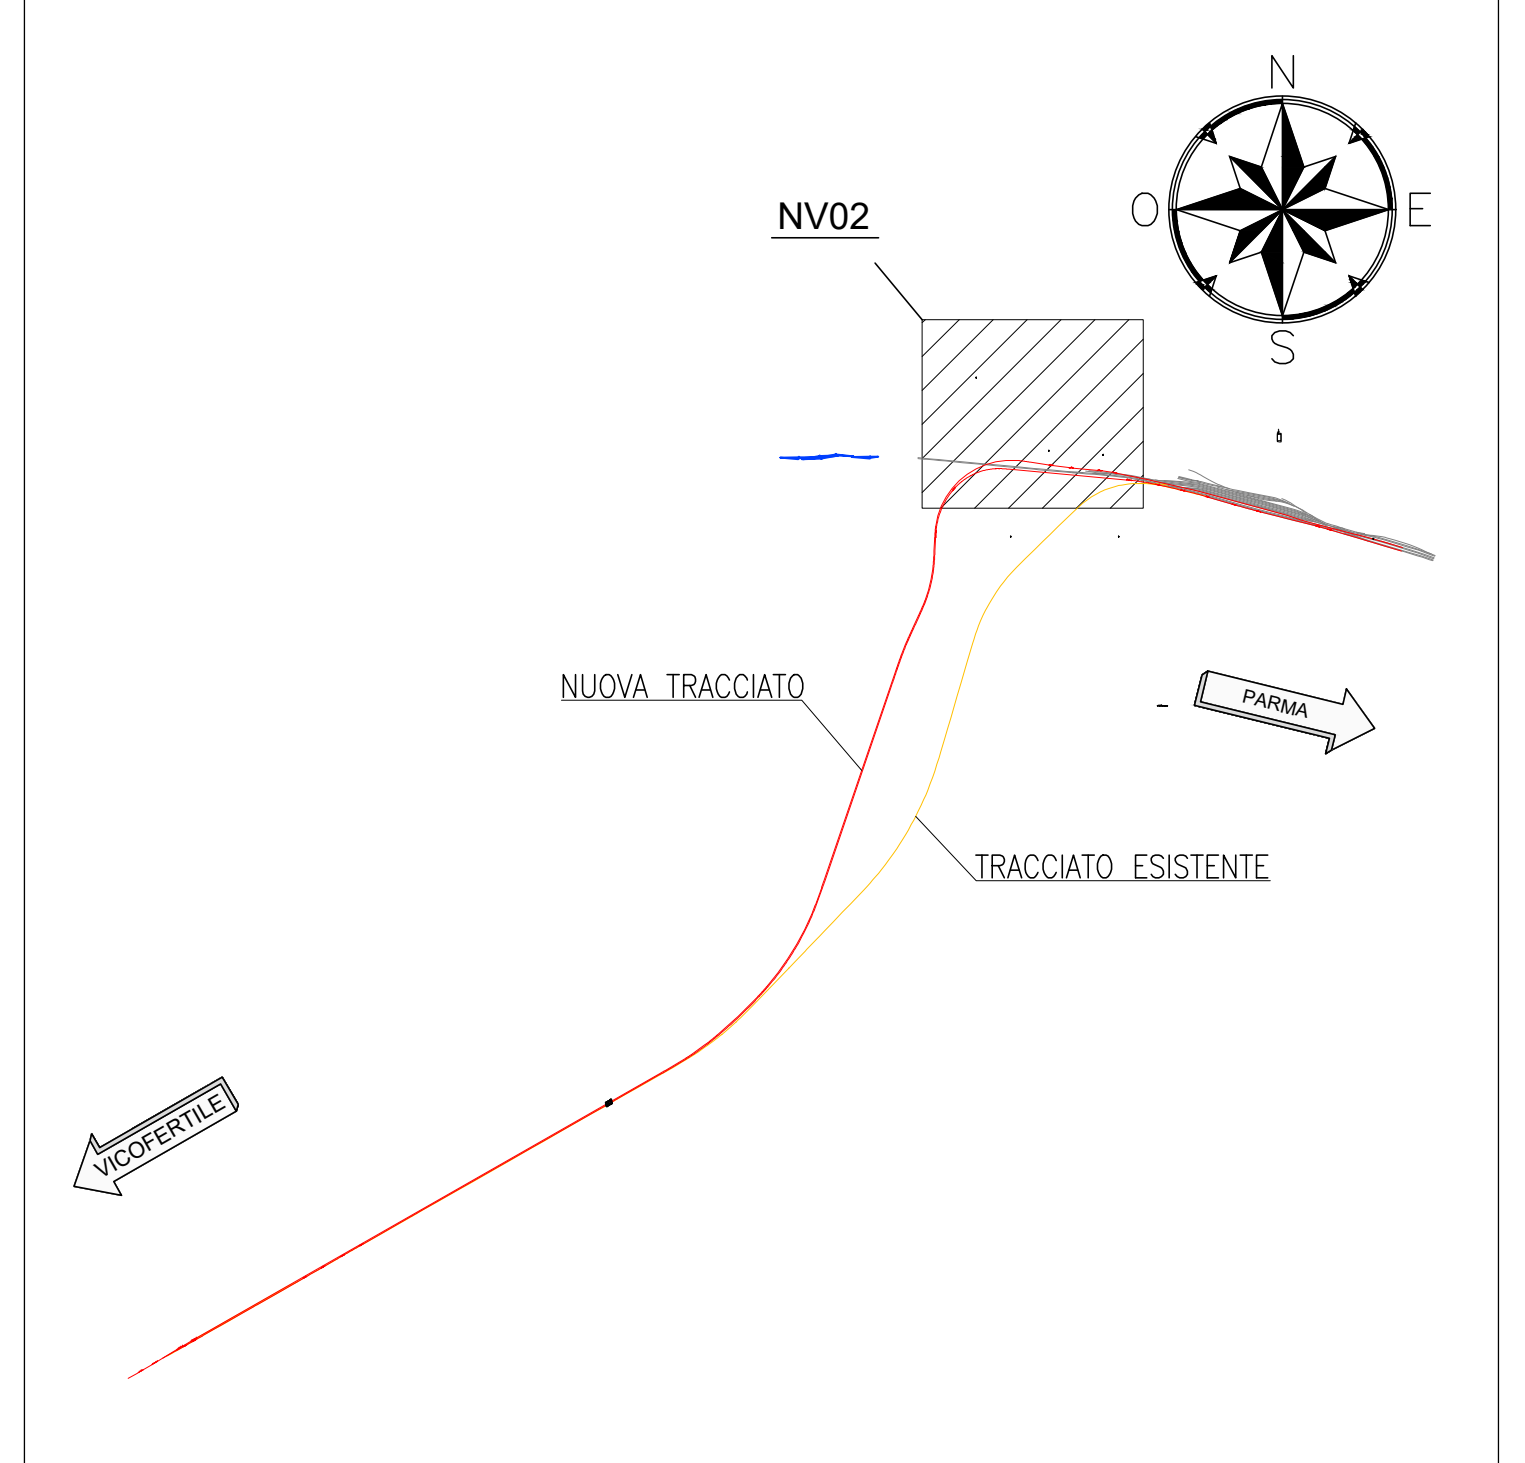 N
NV02
O
E
S
NUOVA TRACCIATO
PARMA
TRACCIATO ESISTENTE
VICOFERTILE